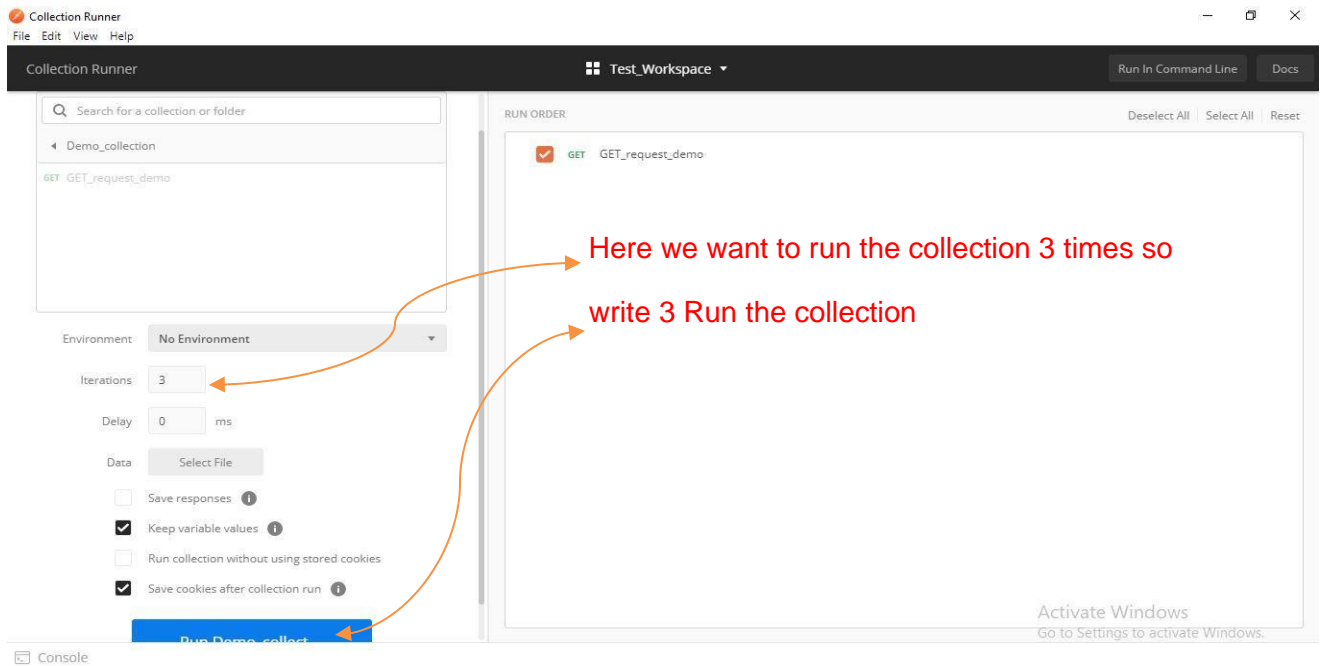 Collection Runner
File Edit View Help
Collection Runner
Test_Workspace
Run In Command Line
Docs
Search for a collection or folder
Demo_collection
GET GET_request_demo
RUN ORDER
Deselect All Select All Reset
GET GET_request_demo
Here we want to run the collection 3 times so
write 3 Run the collection
Environment No Environment
Iterations 3
Delay 0 ms
Data Select File
Save responses
Keep variable values
Run collection without using stored cookies
Save cookies after collection run
Run Demo_collect...
Activate Windows
Go to Settings to activate Windows.
Console